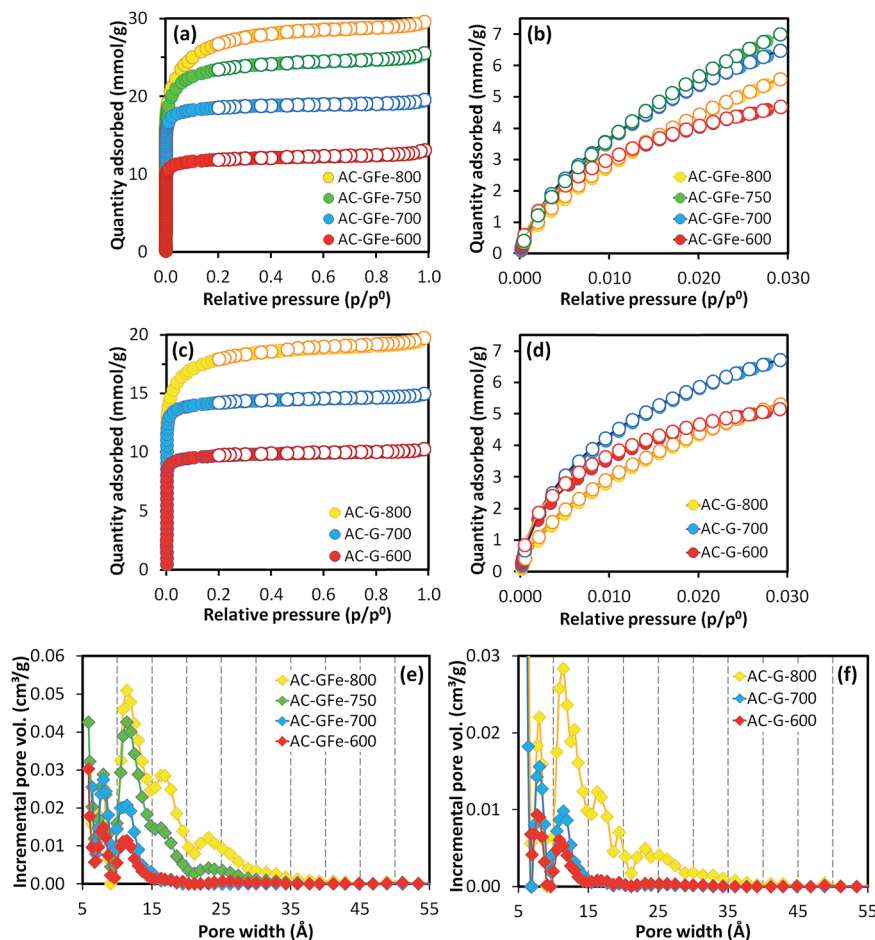 (a)
30
20
10
0
Quantity adsorbed (mmol/g)
AC-GFe-800
AC-GFe-750
AC-GFe-700
AC-GFe-600
0.0 0.2 0.4 0.6 0.8 1.0
Relative pressure (p/p⁰)
(b)
7
6
5
4
3
2
1
0
Quantity adsorbed (mmol/g)
AC-GFe-800
AC-GFe-750
AC-GFe-700
AC-GFe-600
0.000 0.010 0.020 0.030
Relative pressure (p/p⁰)
(c)
20
15
10
5
0
Quantity adsorbed (mmol/g)
AC-G-800
AC-G-700
AC-G-600
0.0 0.2 0.4 0.6 0.8 1.0
Relative pressure (p/p⁰)
(d)
7
6
5
4
3
2
1
0
Quantity adsorbed (mmol/g)
AC-G-800
AC-G-700
AC-G-600
0.000 0.010 0.020 0.030
Relative pressure (p/p⁰)
(e)
0.06
0.05
0.04
0.03
0.02
0.01
0.00
Incremental pore vol. (cm³/g)
AC-GFe-800
AC-GFe-750
AC-GFe-700
AC-GFe-600
5 15 25 35 45 55
Pore width (Å)
(f)
0.03
0.02
0.01
0.00
Incremental pore vol. (cm³/g)
AC-G-800
AC-G-700
AC-G-600
5 15 25 35 45 55
Pore width (Å)